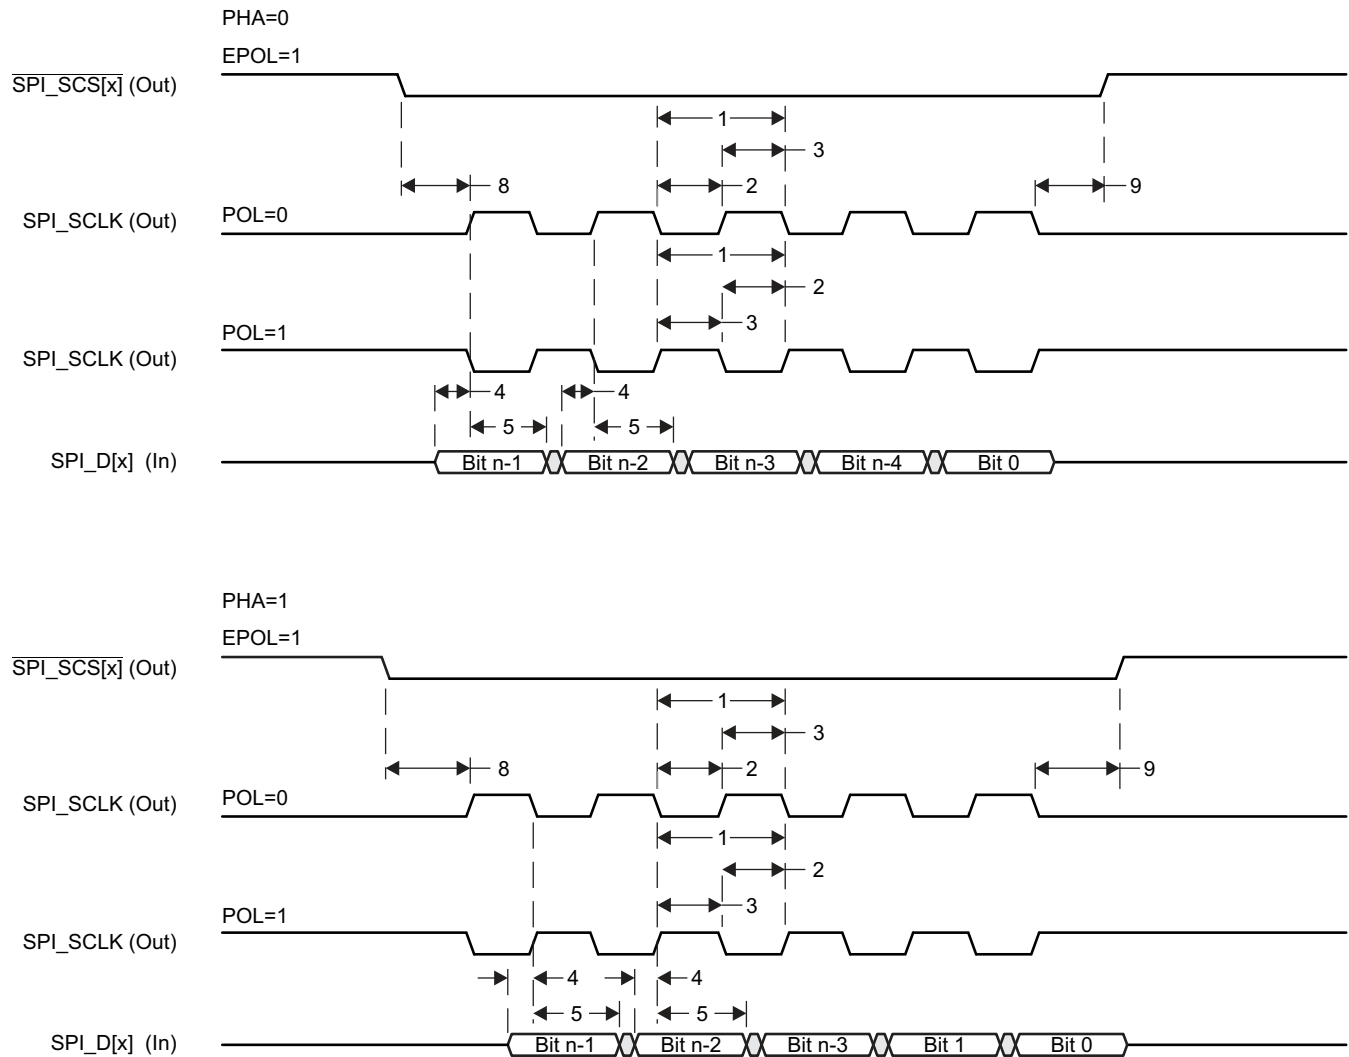 PHA=0
EPOL=1
SPI_SCS[x] (Out)
1
3
8
2
9
SPI_SCLK (Out)
POL=0
1
2
3
POL=1
SPI_SCLK (Out)
4
4
5
5
SPI_D[x] (In)
Bit n-1
Bit n-2
Bit n-3
Bit n-4
Bit 0
PHA=1
EPOL=1
SPI_SCS[x] (Out)
1
3
8
2
9
SPI_SCLK (Out)
POL=0
1
2
3
POL=1
SPI_SCLK (Out)
4
4
5
5
SPI_D[x] (In)
Bit n-1
Bit n-2
Bit n-3
Bit 1
Bit 0